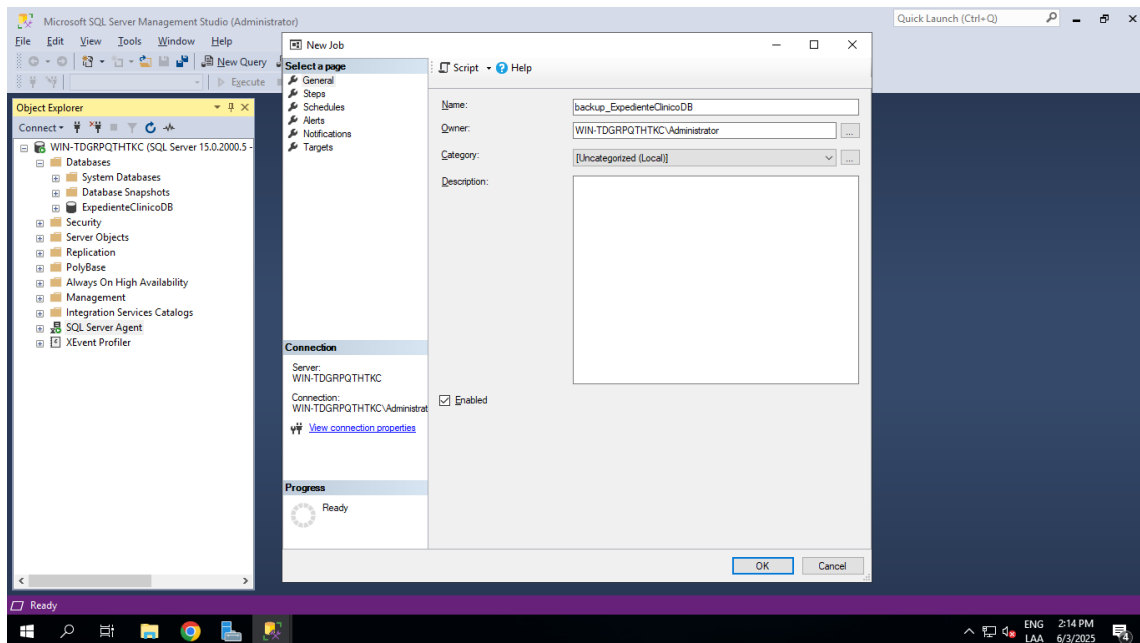 Microsoft SQL Server Management Studio (Administrator)
Quick Launch (Ctrl+Q)
File Edit View Tools Window Help
New Query
Execute
Object Explorer
Connect
WIN-TDGRPQTHTKC (SQL Server 15.0.2000.5 -
Databases
System Databases
Database Snapshots
ExpedienteClinicoDB
Security
Server Objects
Replication
PolyBase
Always On High Availability
Management
Integration Services Catalogs
SQL Server Agent
XEvent Profiler
New Job
Select a page
General
Steps
Schedules
Alerts
Notifications
Targets
Script Help
Name: backup_ExpedienteClinicoDB
Owner: WIN-TDGRPQTHTKC\Administrator ...
Category: [Uncategorized (Local)] ...
Description:
Enabled
Connection
Server:
WIN-TDGRPQTHTKC
Connection:
WIN-TDGRPQTHTKC\Administrat
View connection properties
Progress
Ready
OK Cancel
Ready
ENG 2:14 PM
LAA 6/3/2025
4